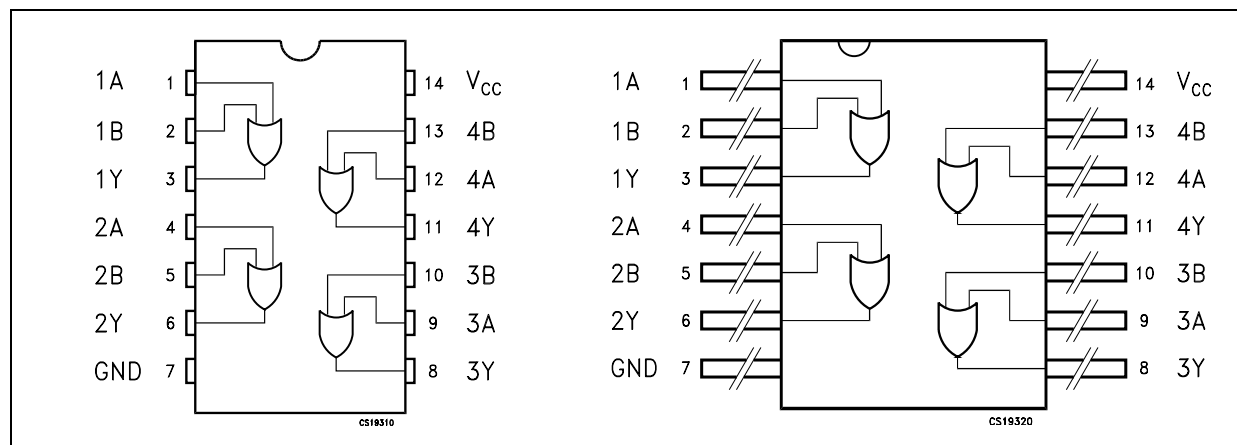 1A 1 14 VCC
1B 2 13 4B
1Y 3 12 4A
2A 4 11 4Y
2B 5 10 3B
2Y 6 9 3A
GND 7 8 3Y
CS19310
1A 1 14 VCC
1B 2 13 4B
1Y 3 12 4A
2A 4 11 4Y
2B 5 10 3B
2Y 6 9 3A
GND 7 8 3Y
CS19320